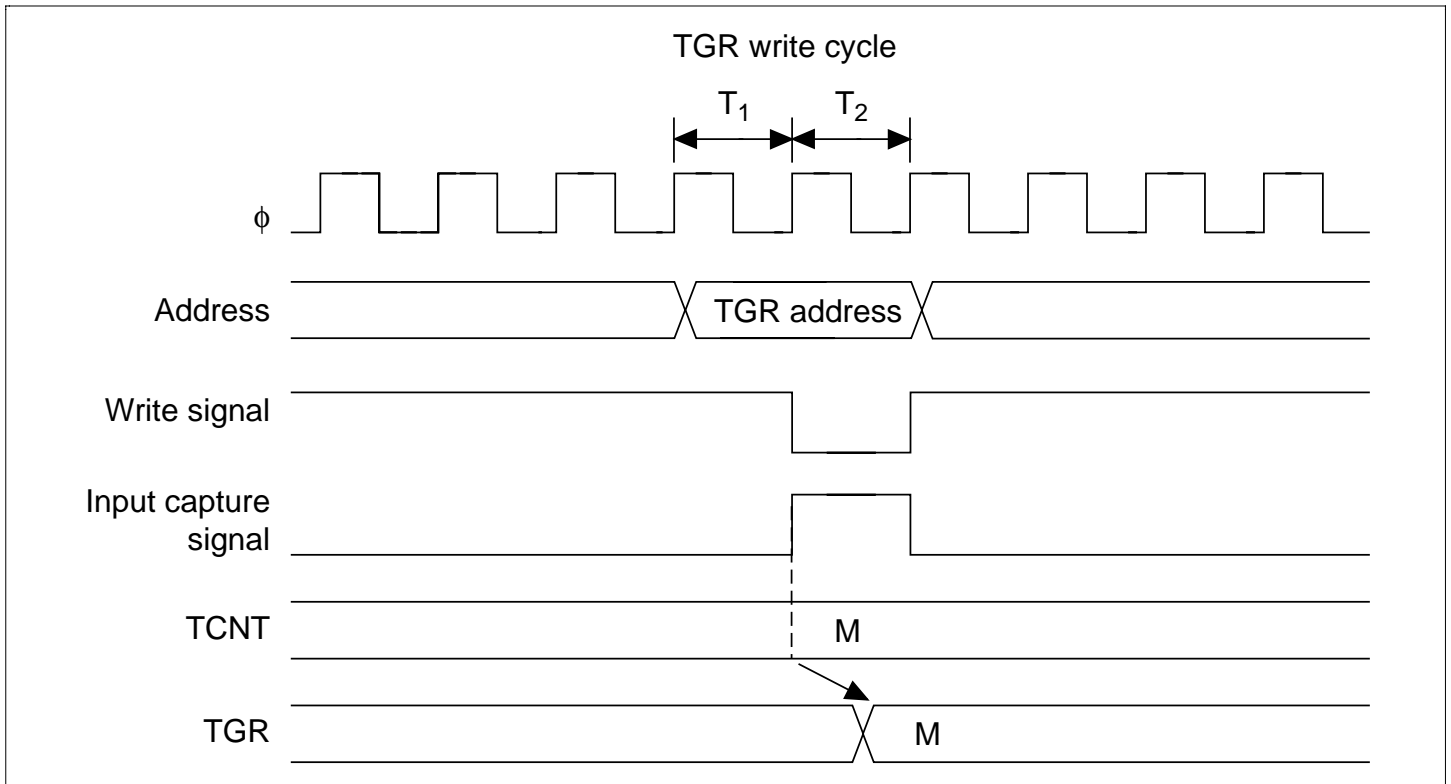 TGR write cycle
T1 T2
ϕ
Address
TGR address
Write signal
Input capture
signal
TCNT
M
TGR
M